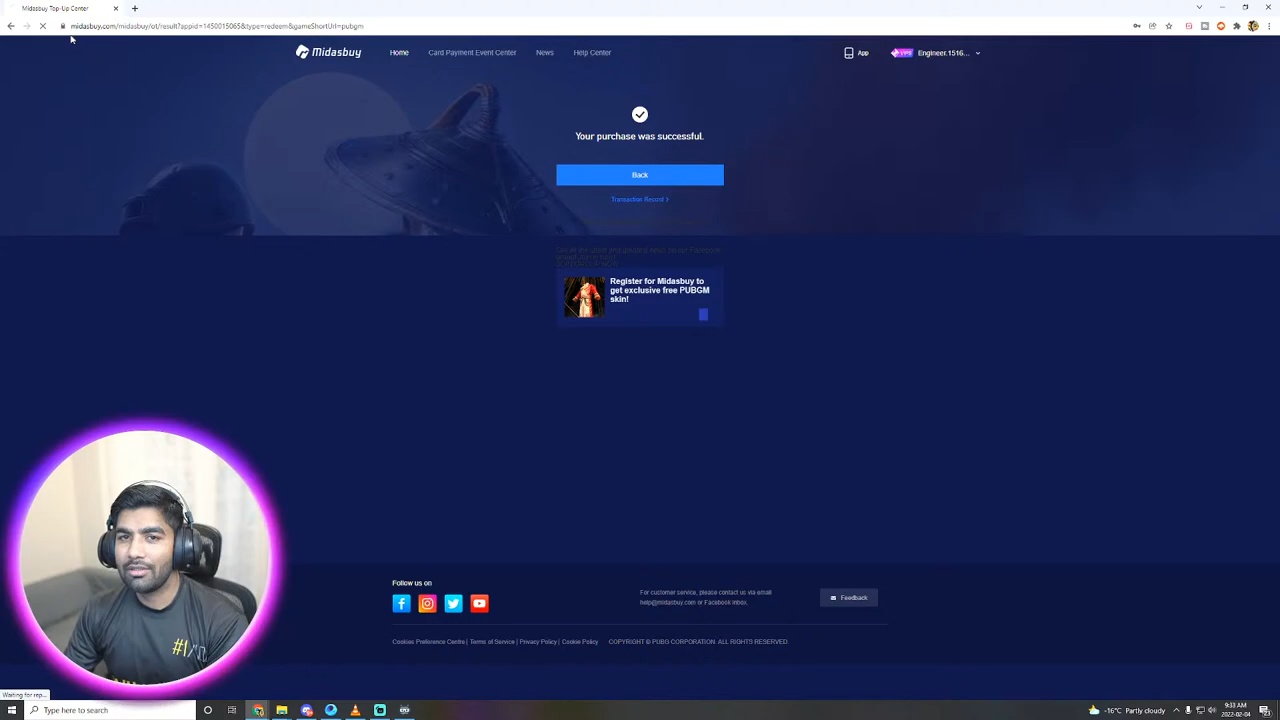 Midasbuy Top-Up Center
midasbuy.com/midasbuy/ot/result?appid=1450015065&type=redeem&gameShortUrl=pubgm
Midasbuy
Home
Card Payment Event Center
News
Help Center
App
Engineer.1516...
Your purchase was successful.
Back
Transaction Record
Register for Midasbuy to
get exclusive free PUBGM
skin!
Follow us on
For customer service, please contact us via email
help@midasbuy.com or Facebook inbox.
Feedback
Cookies Preference Centre | Terms of Service | Privacy Policy | Cookie Policy
COPYRIGHT © PUBG CORPORATION. ALL RIGHTS RESERVED.
Waiting for rep...
Type here to search
-16°C Partly cloudy
9:33 AM
2022-02-04